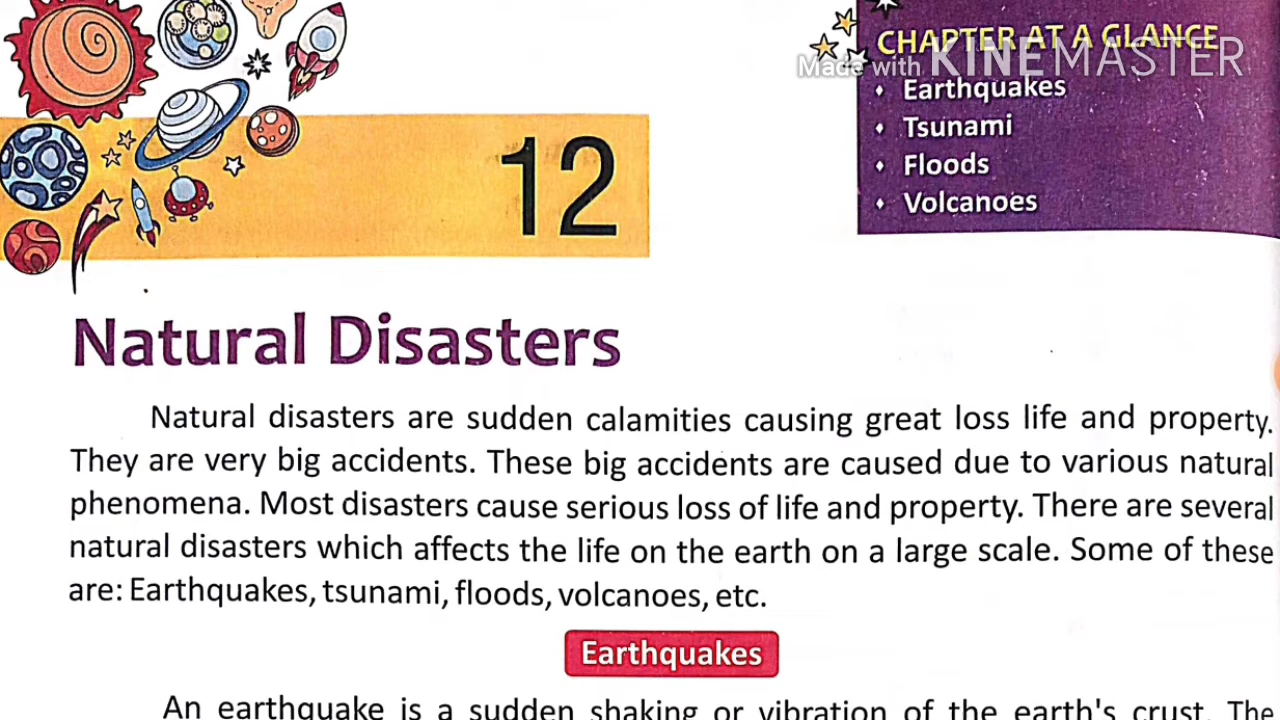 12
CHAPTER AT A GLANCE
Made with KINEMASTER
• Earthquakes
• Tsunami
• Floods
• Volcanoes
Natural Disasters
Natural disasters are sudden calamities causing great loss life and property.
They are very big accidents. These big accidents are caused due to various natural
phenomena. Most disasters cause serious loss of life and property. There are several
natural disasters which affects the life on the earth on a large scale. Some of these
are: Earthquakes, tsunami, floods, volcanoes, etc.
Earthquakes
An earthquake is a sudden shaking or vibration of the earth's crust. The